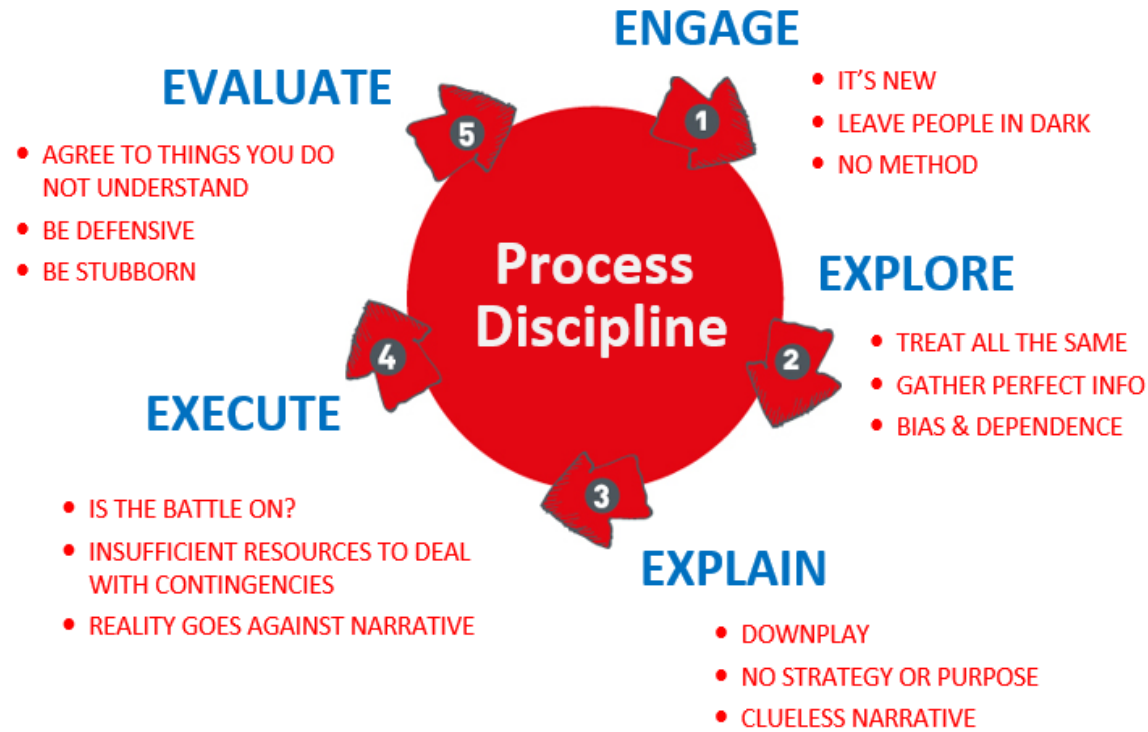 ENGAGE
• IT'S NEW
• LEAVE PEOPLE IN DARK
• NO METHOD
1
EVALUATE
5
• AGREE TO THINGS YOU DO
NOT UNDERSTAND
• BE DEFENSIVE
• BE STUBBORN
Process
Discipline
EXPLORE
2
• TREAT ALL THE SAME
• GATHER PERFECT INFO
• BIAS & DEPENDENCE
4
EXECUTE
• IS THE BATTLE ON?
• INSUFFICIENT RESOURCES TO DEAL
WITH CONTINGENCIES
• REALITY GOES AGAINST NARRATIVE
3
EXPLAIN
• DOWNPLAY
• NO STRATEGY OR PURPOSE
• CLUELESS NARRATIVE